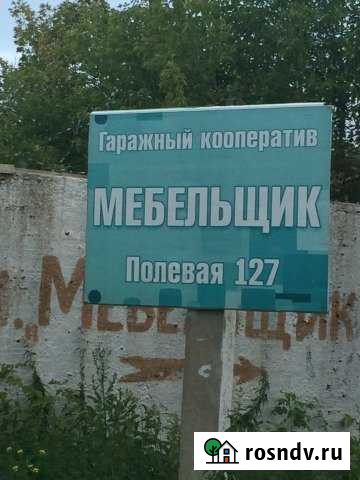 Гаражный кооператив
МЕБЕЛЬЩИК
Полевая 127
rosndv.ru